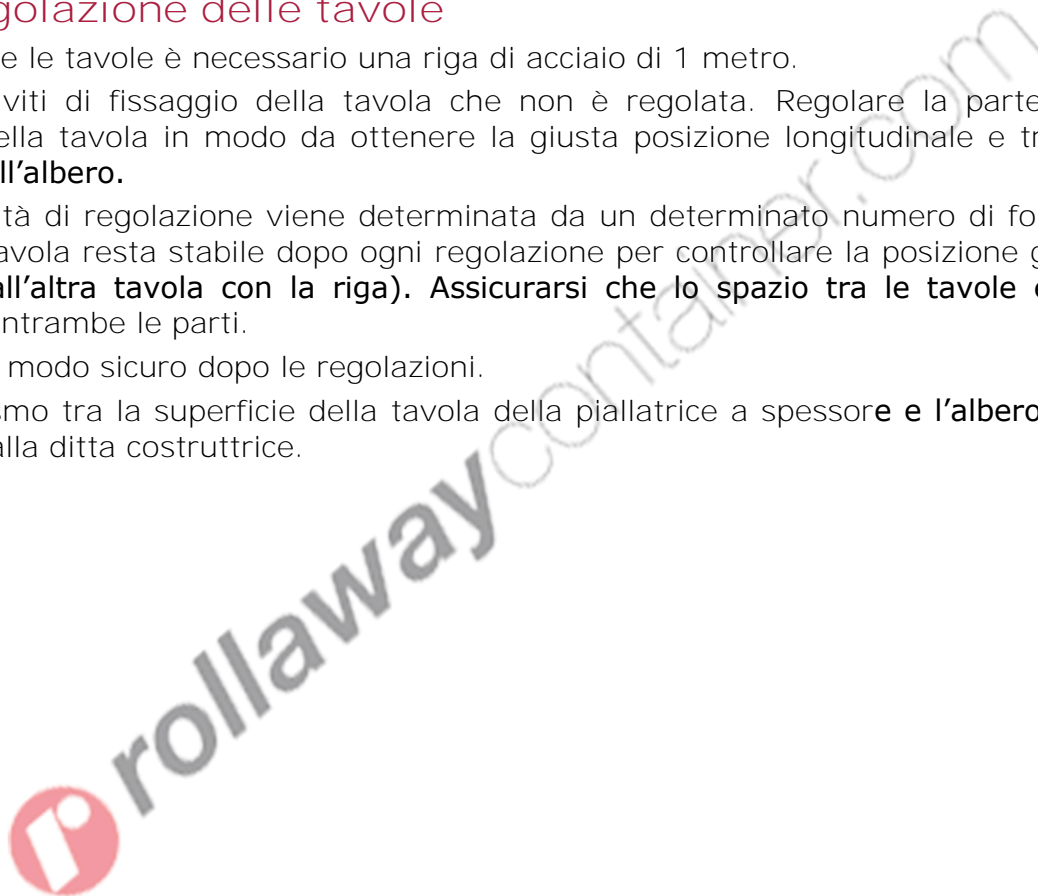 golazione delle tavole
e le tavole è necessario una riga di acciaio di 1 metro.
viti di fissaggio della tavola che non è regolata. Regolare la parte
ella tavola in modo da ottenere la giusta posizione longitudinale e tr
ll'albero.
tà di regolazione viene determinata da un determinato numero di fo
avola resta stabile dopo ogni regolazione per controllare la posizione g
all'altra tavola con la riga). Assicurarsi che lo spazio tra le tavole e
ntrambe le parti.
modo sicuro dopo le regolazioni.
smo tra la superficie della tavola della piallatrice a spessore e l'albero
alla ditta costruttrice.
rollawaycontainer.com